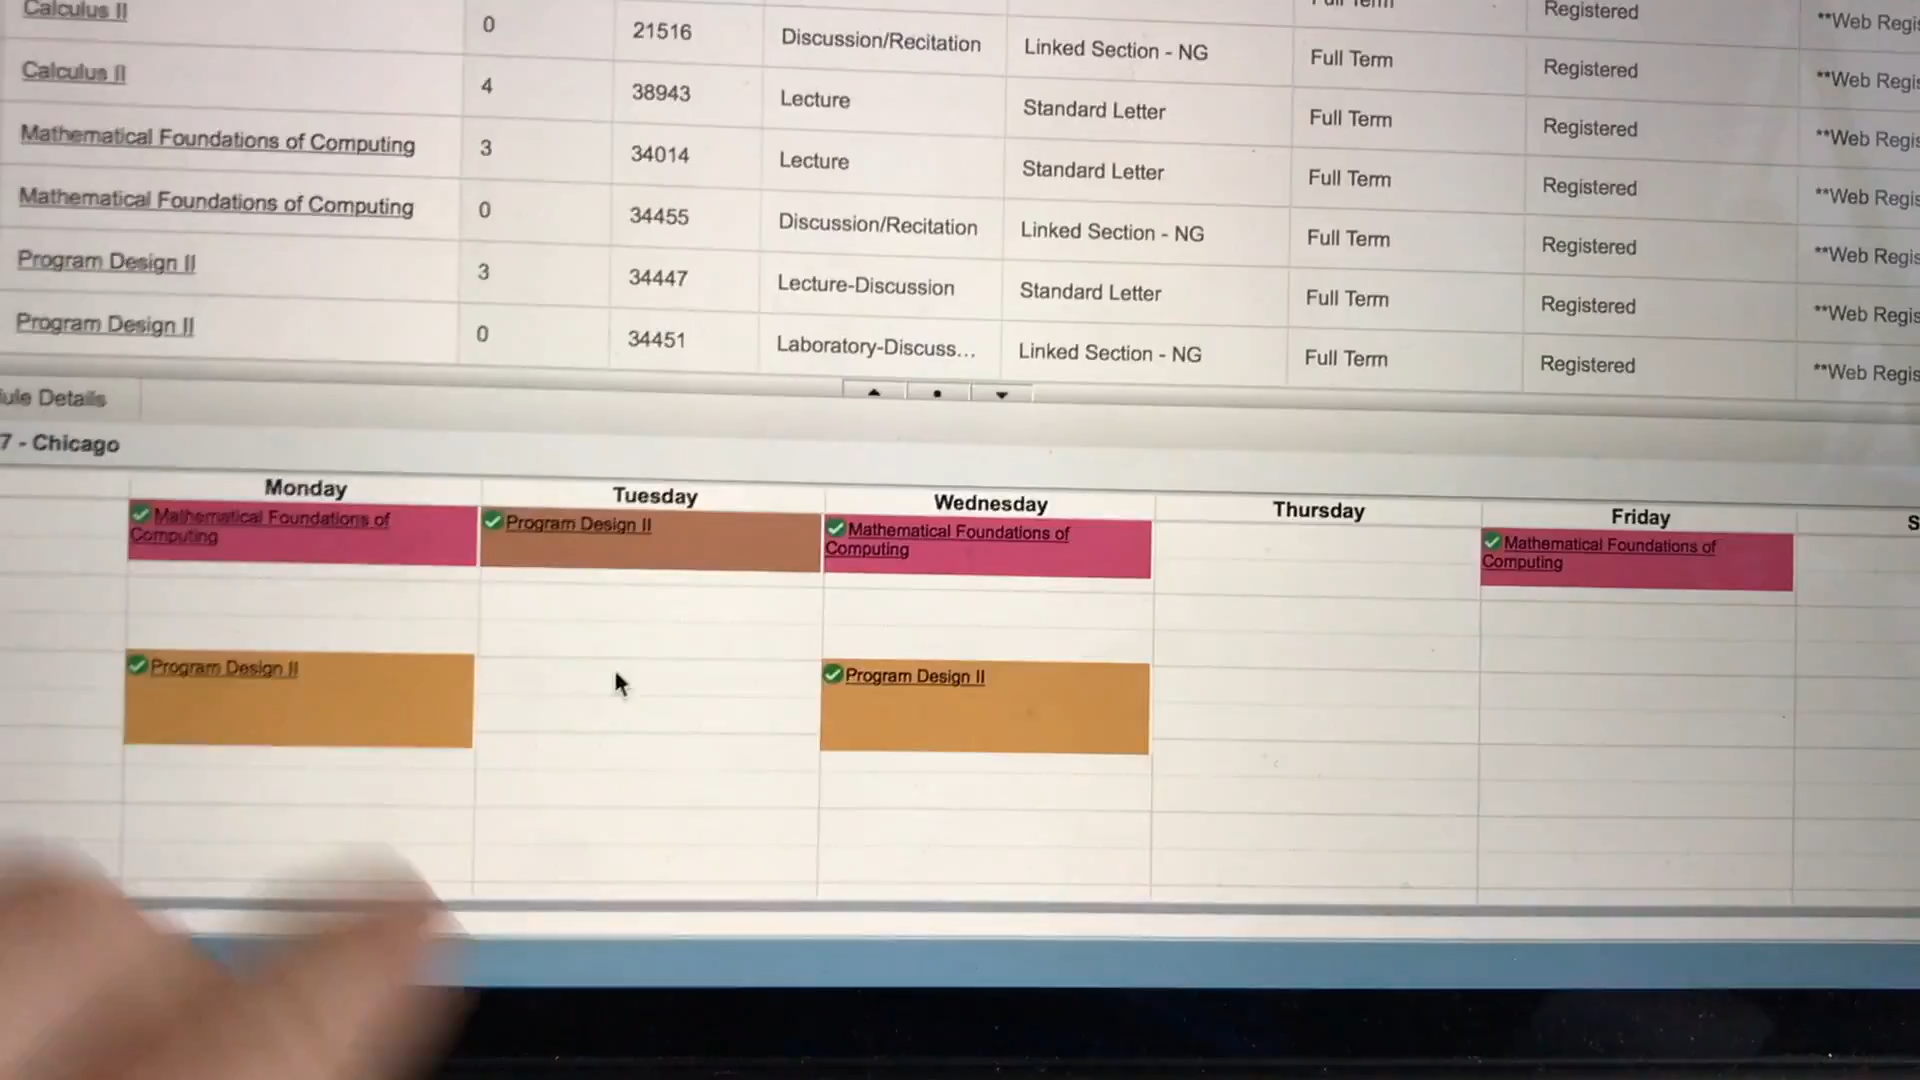 Calculus II 0 21516 Discussion/Recitation Linked Section - NG Full Term Registered **Web Regis
Calculus II 4 38943 Lecture Standard Letter Full Term Registered **Web Regis
Mathematical Foundations of Computing 3 34014 Lecture Standard Letter Full Term Registered **Web Regis
Mathematical Foundations of Computing 0 34455 Discussion/Recitation Linked Section - NG Full Term Registered **Web Regis
Program Design II 3 34447 Lecture-Discussion Standard Letter Full Term Registered **Web Regis
Program Design II 0 34451 Laboratory-Discuss... Linked Section - NG Full Term Registered **Web Regis
ule Details
7 - Chicago
Monday Tuesday Wednesday Thursday Friday S
Mathematical Foundations of
Computing
Program Design II
Mathematical Foundations of
Computing
Mathematical Foundations of
Computing
Program Design II
Program Design II